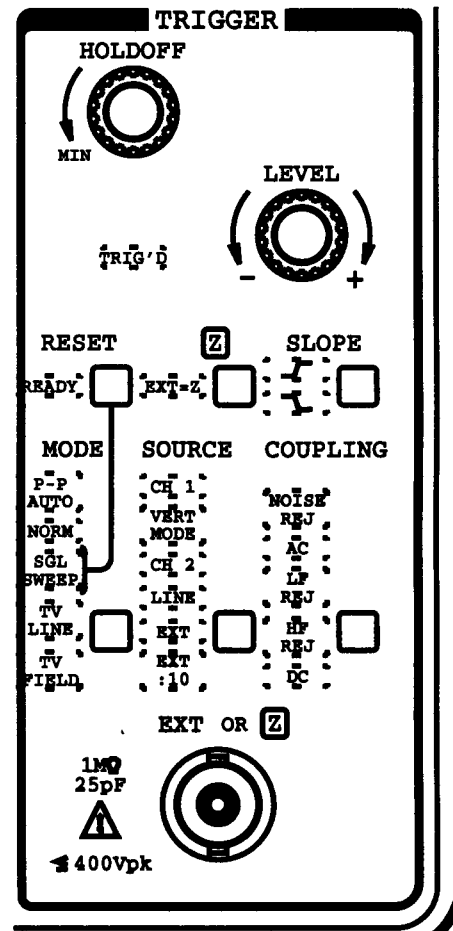 TRIGGER
HOLDOFF
MIN
LEVEL
- +
TRIG'D
RESET
Z
SLOPE
READY
EXT=Z
MODE
SOURCE
COUPLING
P-P
AUTO
NORM
SGL
SWEEP
TV
LINE
TV
FIELD
CH 1
VERT
MODE
CH 2
LINE
EXT
EXT
:10
NOISE
REJ
AC
LF
REJ
HF
REJ
DC
EXT OR Z
1MΩ
25pF
!
≤400Vpk